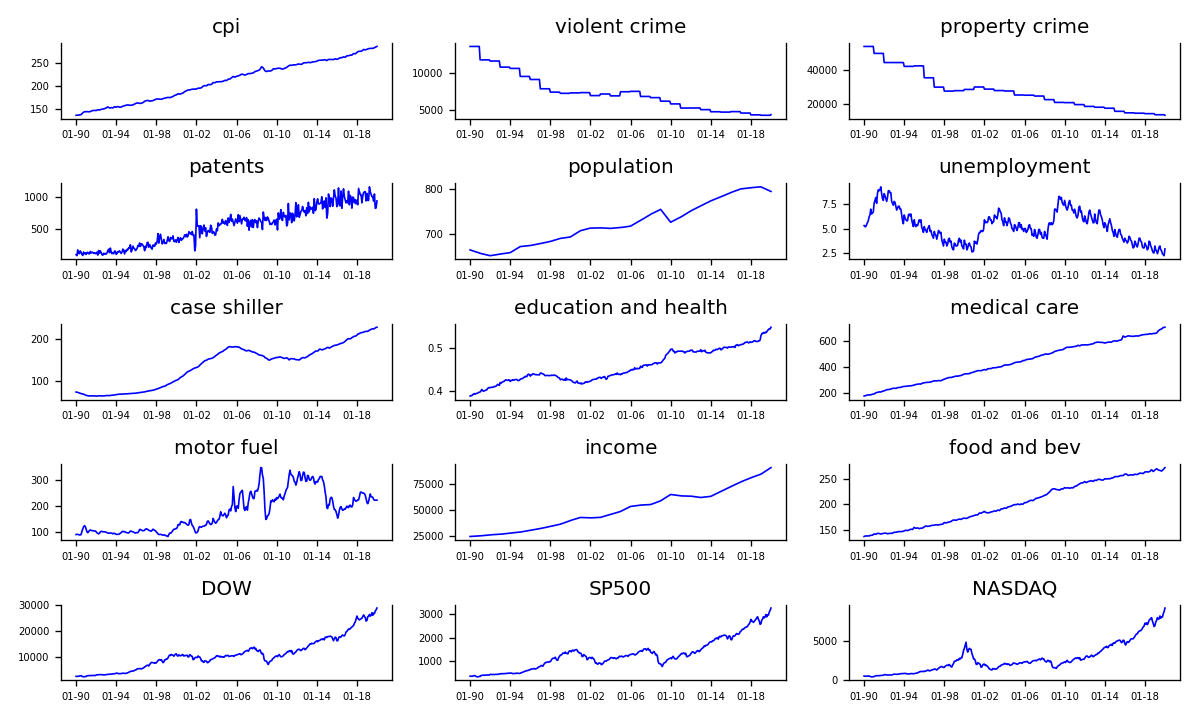 cpi
violent crime
property crime
250
200
150
10000
5000
40000
20000
01-90 01-94 01-98 01-02 01-06 01-10 01-14 01-18
01-90 01-94 01-98 01-02 01-06 01-10 01-14 01-18
01-90 01-94 01-98 01-02 01-06 01-10 01-14 01-18
patents
population
unemployment
1000
500
800
700
7.5
5.0
2.5
01-90 01-94 01-98 01-02 01-06 01-10 01-14 01-18
01-90 01-94 01-98 01-02 01-06 01-10 01-14 01-18
01-90 01-94 01-98 01-02 01-06 01-10 01-14 01-18
case shiller
education and health
medical care
200
100
0.5
0.4
600
400
200
01-90 01-94 01-98 01-02 01-06 01-10 01-14 01-18
01-90 01-94 01-98 01-02 01-06 01-10 01-14 01-18
01-90 01-94 01-98 01-02 01-06 01-10 01-14 01-18
motor fuel
income
food and bev
300
200
100
75000
50000
25000
250
200
150
01-90 01-94 01-98 01-02 01-06 01-10 01-14 01-18
01-90 01-94 01-98 01-02 01-06 01-10 01-14 01-18
01-90 01-94 01-98 01-02 01-06 01-10 01-14 01-18
DOW
SP500
NASDAQ
30000
20000
10000
3000
2000
1000
5000
0
01-90 01-94 01-98 01-02 01-06 01-10 01-14 01-18
01-90 01-94 01-98 01-02 01-06 01-10 01-14 01-18
01-90 01-94 01-98 01-02 01-06 01-10 01-14 01-18